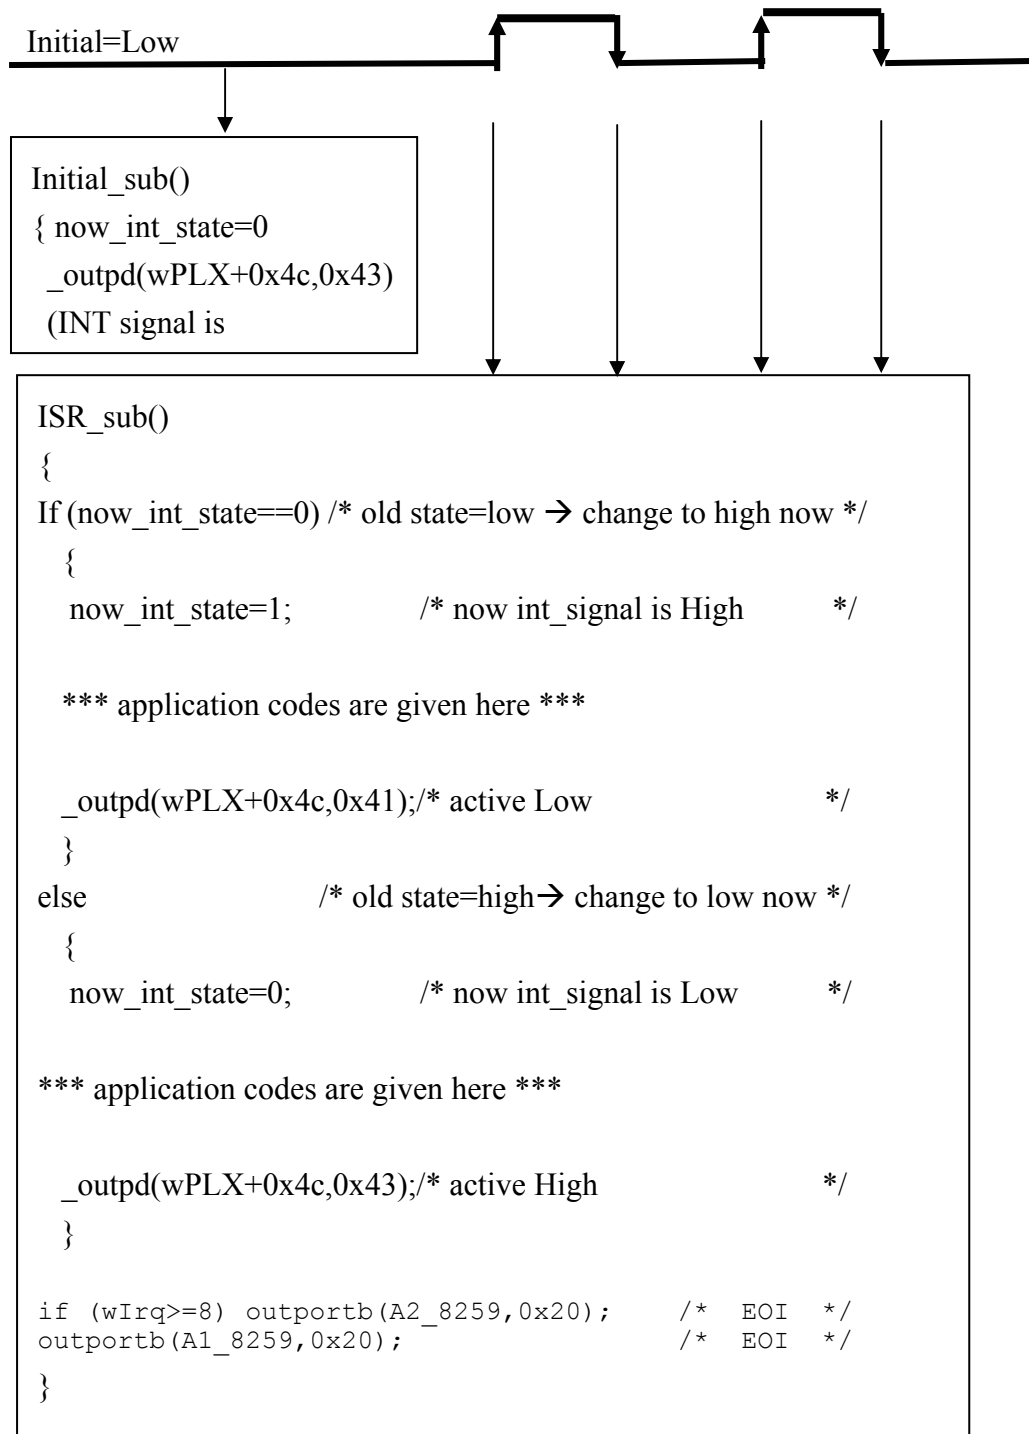 Initial=Low
Initial_sub()
{ now_int_state=0
_outpd(wPLX+0x4c,0x43)
(INT signal is
ISR_sub()
{
If (now_int_state==0) /* old state=low → change to high now */
{
now_int_state=1; /* now int_signal is High */
*** application codes are given here ***
_outpd(wPLX+0x4c,0x41);/* active Low */
}
else /* old state=high→ change to low now */
{
now_int_state=0; /* now int_signal is Low */
*** application codes are given here ***
_outpd(wPLX+0x4c,0x43);/* active High */
}
if (wIrq>=8) outportb(A2_8259,0x20); /* EOI */
outportb(A1_8259,0x20); /* EOI */
}